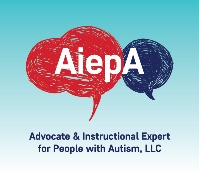 AiepA
Advocate & Instructional Expert
for People with Autism, LLC